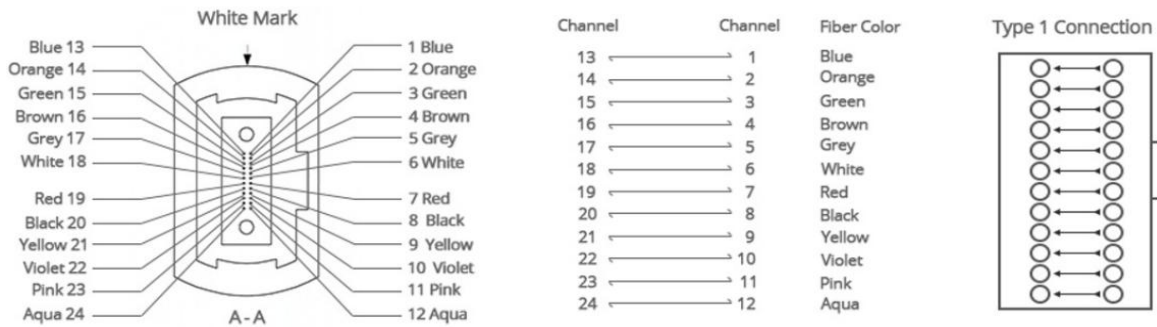 White Mark
Blue 13
Orange 14
Green 15
Brown 16
Grey 17
White 18
Red 19
Black 20
Yellow 21
Violet 22
Pink 23
Aqua 24
1 Blue
2 Orange
3 Green
4 Brown
5 Grey
6 White
7 Red
8 Black
9 Yellow
10 Violet
11 Pink
12 Aqua
A - A
Channel Channel Fiber Color
13 1 Blue
14 2 Orange
15 3 Green
16 4 Brown
17 5 Grey
18 6 White
19 7 Red
20 8 Black
21 9 Yellow
22 10 Violet
23 11 Pink
24 12 Aqua
Type 1 Connection